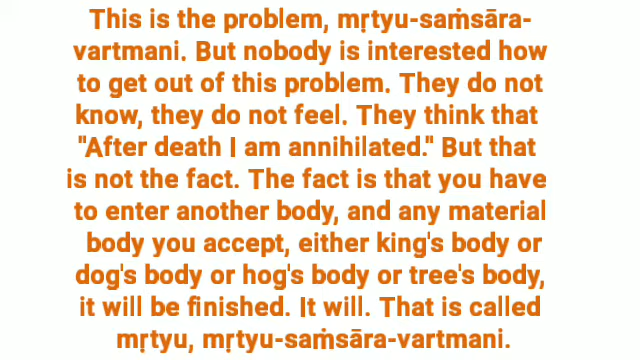 This is the problem, mṛtyu-saṁsāra-
vartmani. But nobody is interested how
to get out of this problem. They do not
know, they do not feel. They think that
"After death I am annihilated." But that
is not the fact. The fact is that you have
to enter another body, and any material
body you accept, either king's body or
dog's body or hog's body or tree's body,
it will be finished. It will. That is called
mṛtyu, mṛtyu-saṁsāra-vartmani.